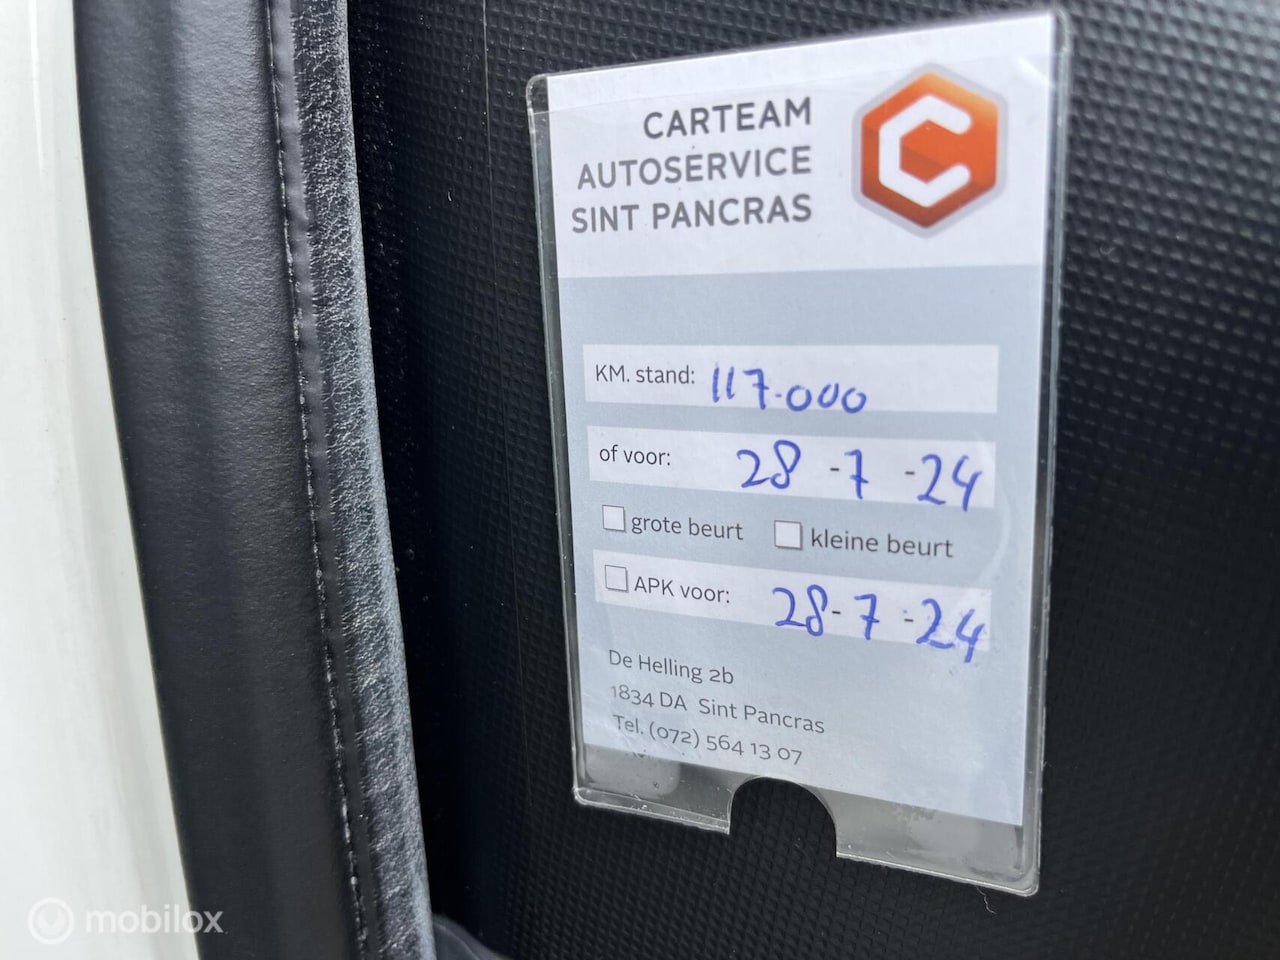 CARTEAM
AUTOSERVICE
SINT PANCRAS
KM. stand: 117.000
of voor: 28-7-24
grote beurt kleine beurt
APK voor: 28-7-24
De Helling 2b
1834 DA Sint Pancras
Tel. (072) 564 13 07
mobilox